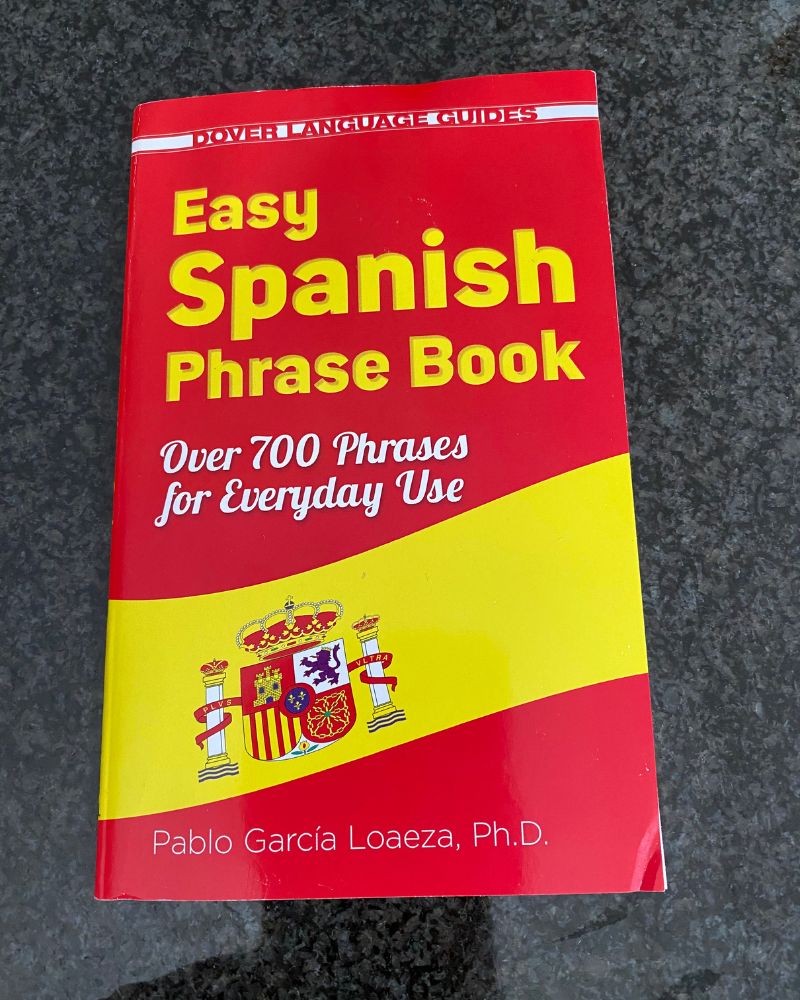 DOVER LANGUAGE GUIDES
Easy
Spanish
Phrase Book
Over 700 Phrases
for Everyday Use
PLVS
VLTRA
Pablo García Loaeza, Ph.D.